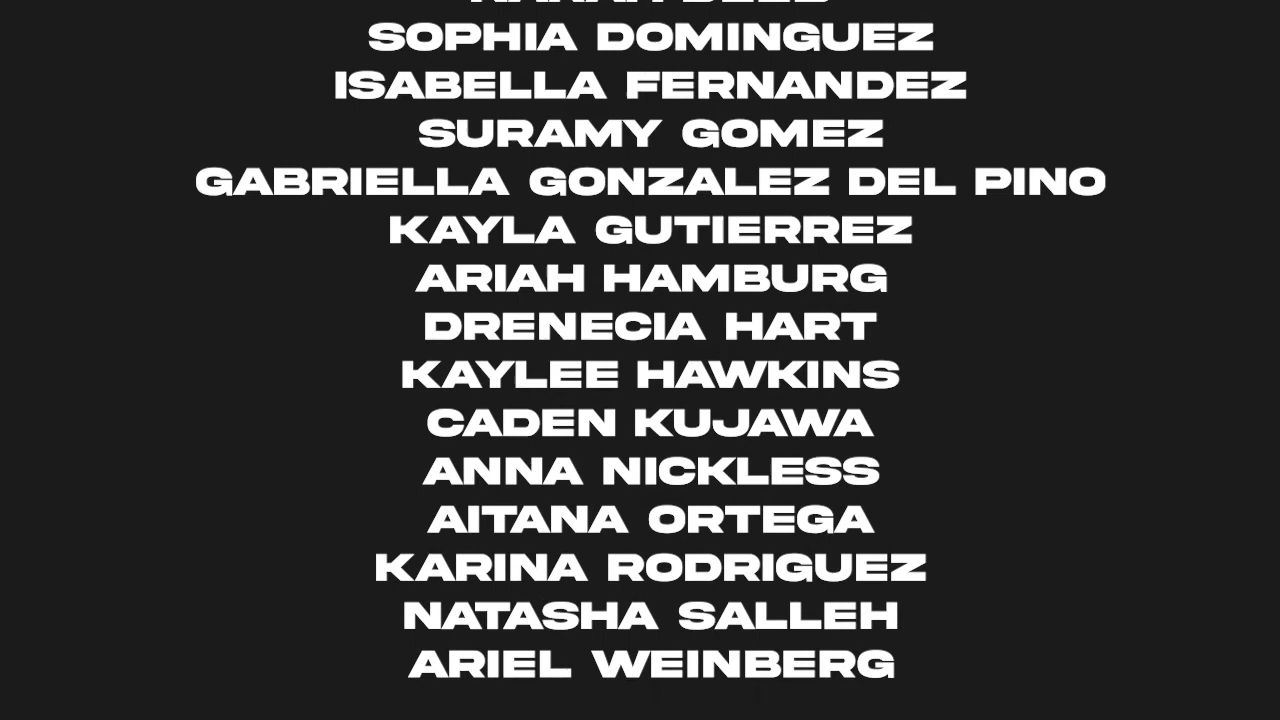 SOPHIA DOMINGUEZ
ISABELLA FERNANDEZ
SURAMY GOMEZ
GABRIELLA GONZALEZ DEL PINO
KAYLA GUTIERREZ
ARIAH HAMBURG
DRENECIA HART
KAYLEE HAWKINS
CADEN KUJAWA
ANNA NICKLESS
AITANA ORTEGA
KARINA RODRIGUEZ
NATASHA SALLEH
ARIEL WEINBERG